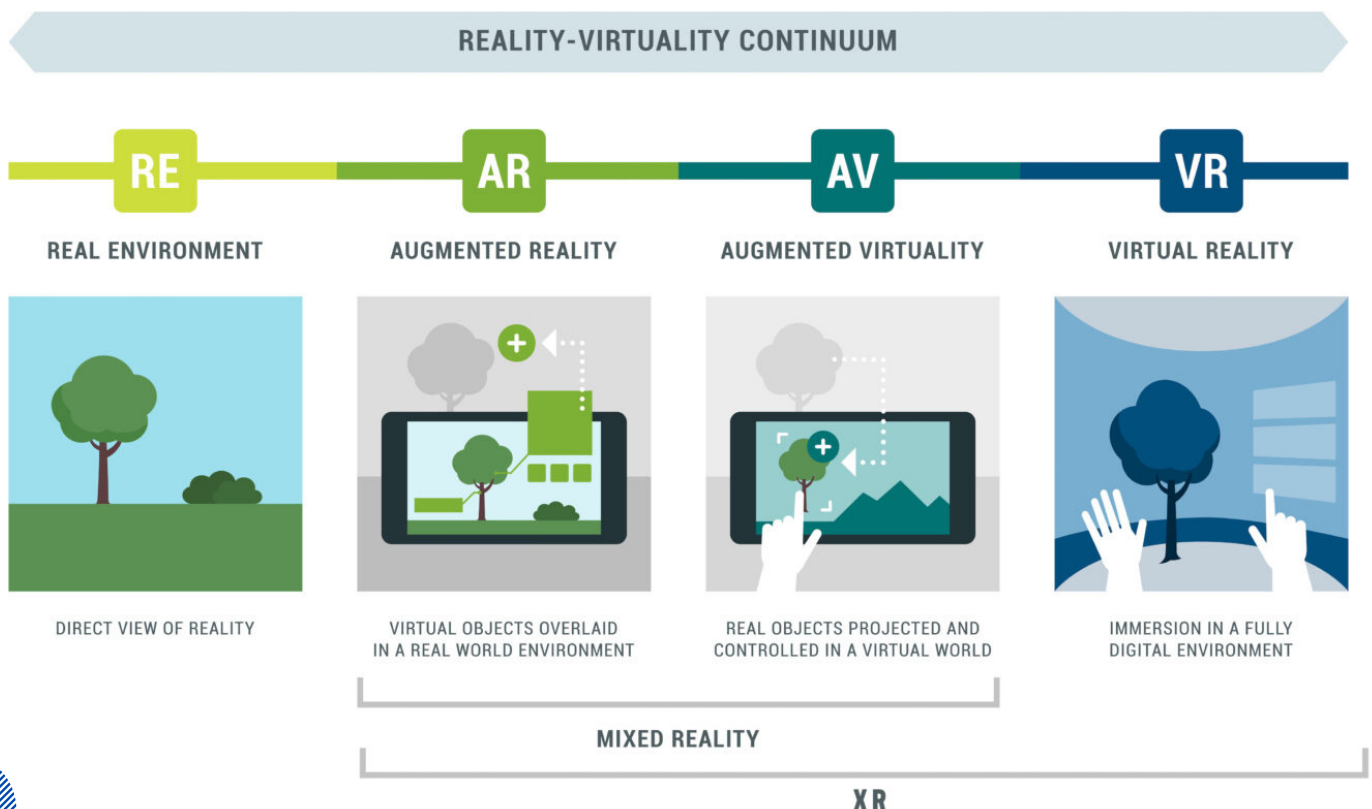 REALITY-VIRTUALITY CONTINUUM
RE
AR
AV
VR
REAL ENVIRONMENT
AUGMENTED REALITY
AUGMENTED VIRTUALITY
VIRTUAL REALITY
DIRECT VIEW OF REALITY
VIRTUAL OBJECTS OVERLAID
IN A REAL WORLD ENVIRONMENT
REAL OBJECTS PROJECTED AND
CONTROLLED IN A VIRTUAL WORLD
IMMERSION IN A FULLY
DIGITAL ENVIRONMENT
MIXED REALITY
XR